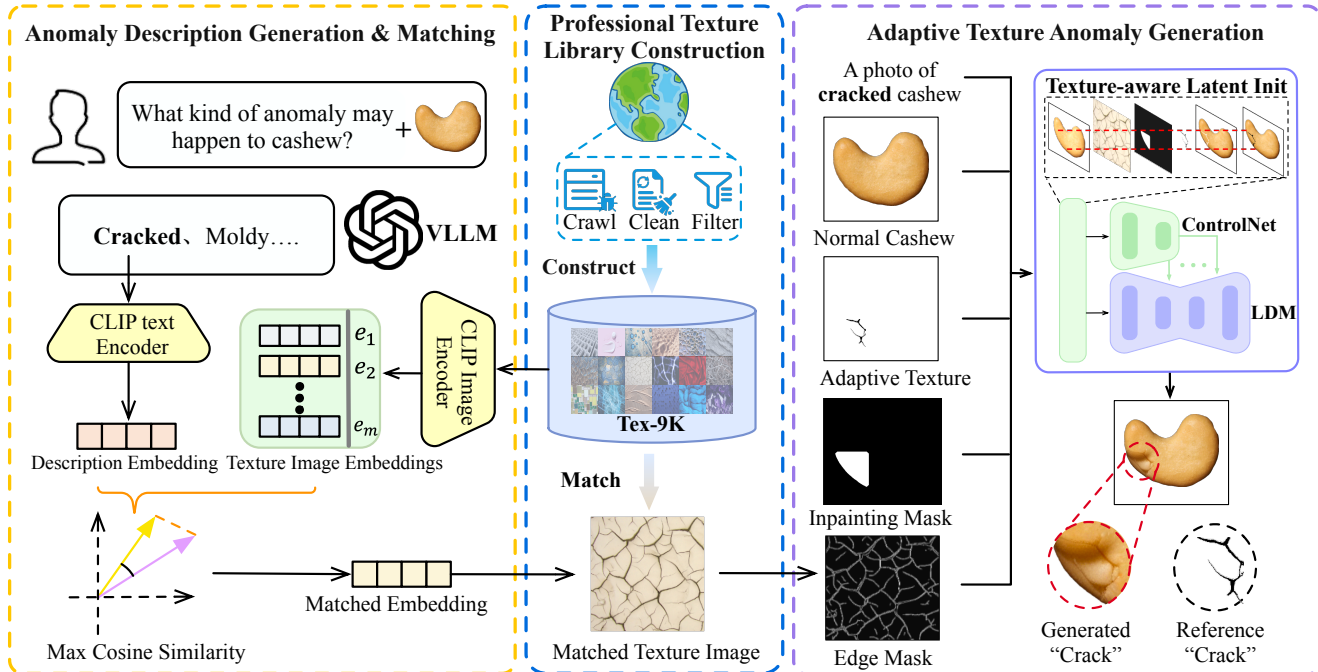 Anomaly Description Generation & Matching
What kind of anomaly may
happen to cashew?
+
Cracked、Moldy….
VLLM
CLIP text
Encoder
e1
e2
em
CLIP Image
Encoder
Description Embedding
Texture Image Embeddings
Matched Embedding
Max Cosine Similarity
Professional Texture
Library Construction
Crawl
Clean
Filter
Construct
Tex-9K
Match
Matched Texture Image
Adaptive Texture Anomaly Generation
A photo of
cracked cashew
Normal Cashew
Adaptive Texture
Inpainting Mask
Edge Mask
Texture-aware Latent Init
ControlNet
LDM
Generated
“Crack”
Reference
“Crack”